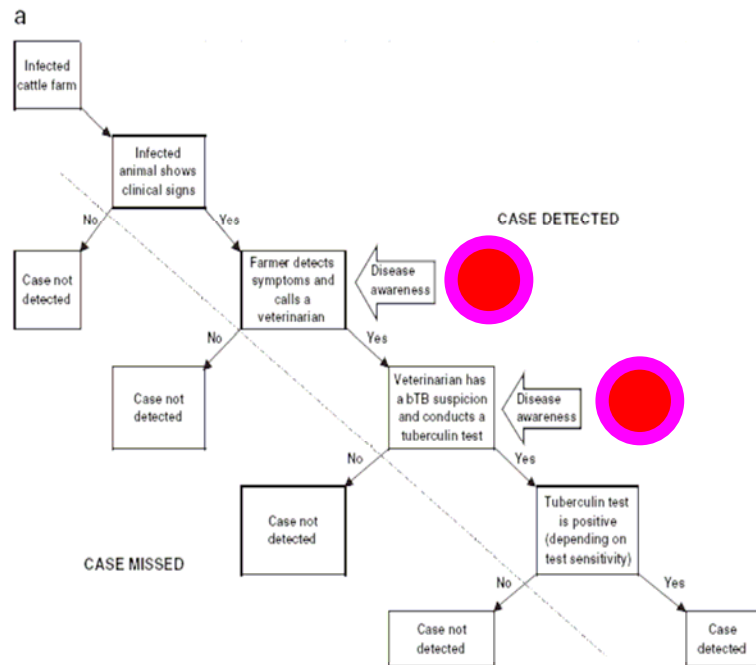 a
Infected
cattle farm
Infected
animal shows
clinical signs
No
Yes
CASE DETECTED
Case not
detected
Farmer detects
symptoms and
calls a
veterinarian
Disease
awareness
No
Yes
Case not
detected
Veterinarian has
a bTB suspicion
and conducts a
tuberculin test
Disease
awareness
No
Yes
Case not
detected
Tuberculin test
is positive
(depending on
test sensitivity)
CASE MISSED
No
Yes
Case not
detected
Case
detected